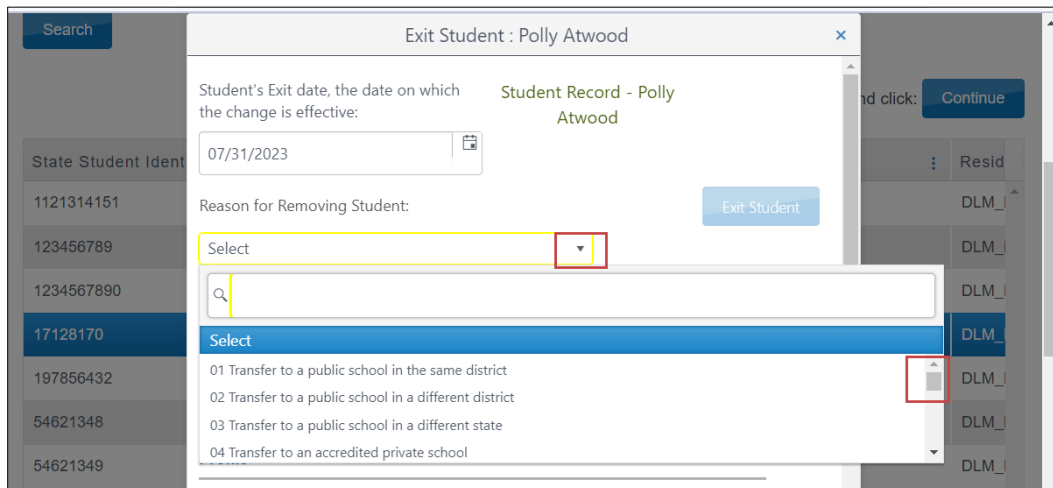 Search
Exit Student : Polly Atwood
×
Student's Exit date, the date on which
the change is effective:
Student Record - Polly
Atwood
nd click:
Continue
07/31/2023
State Student Ident
Resid
1121314151
DLM_
Reason for Removing Student:
Exit Student
123456789
Select
DLM_
1234567890
DLM_
17128170
Select
DLM_
197856432
01 Transfer to a public school in the same district
DLM_
02 Transfer to a public school in a different district
54621348
03 Transfer to a public school in a different state
DLM_
04 Transfer to an accredited private school
54621349
DLM_